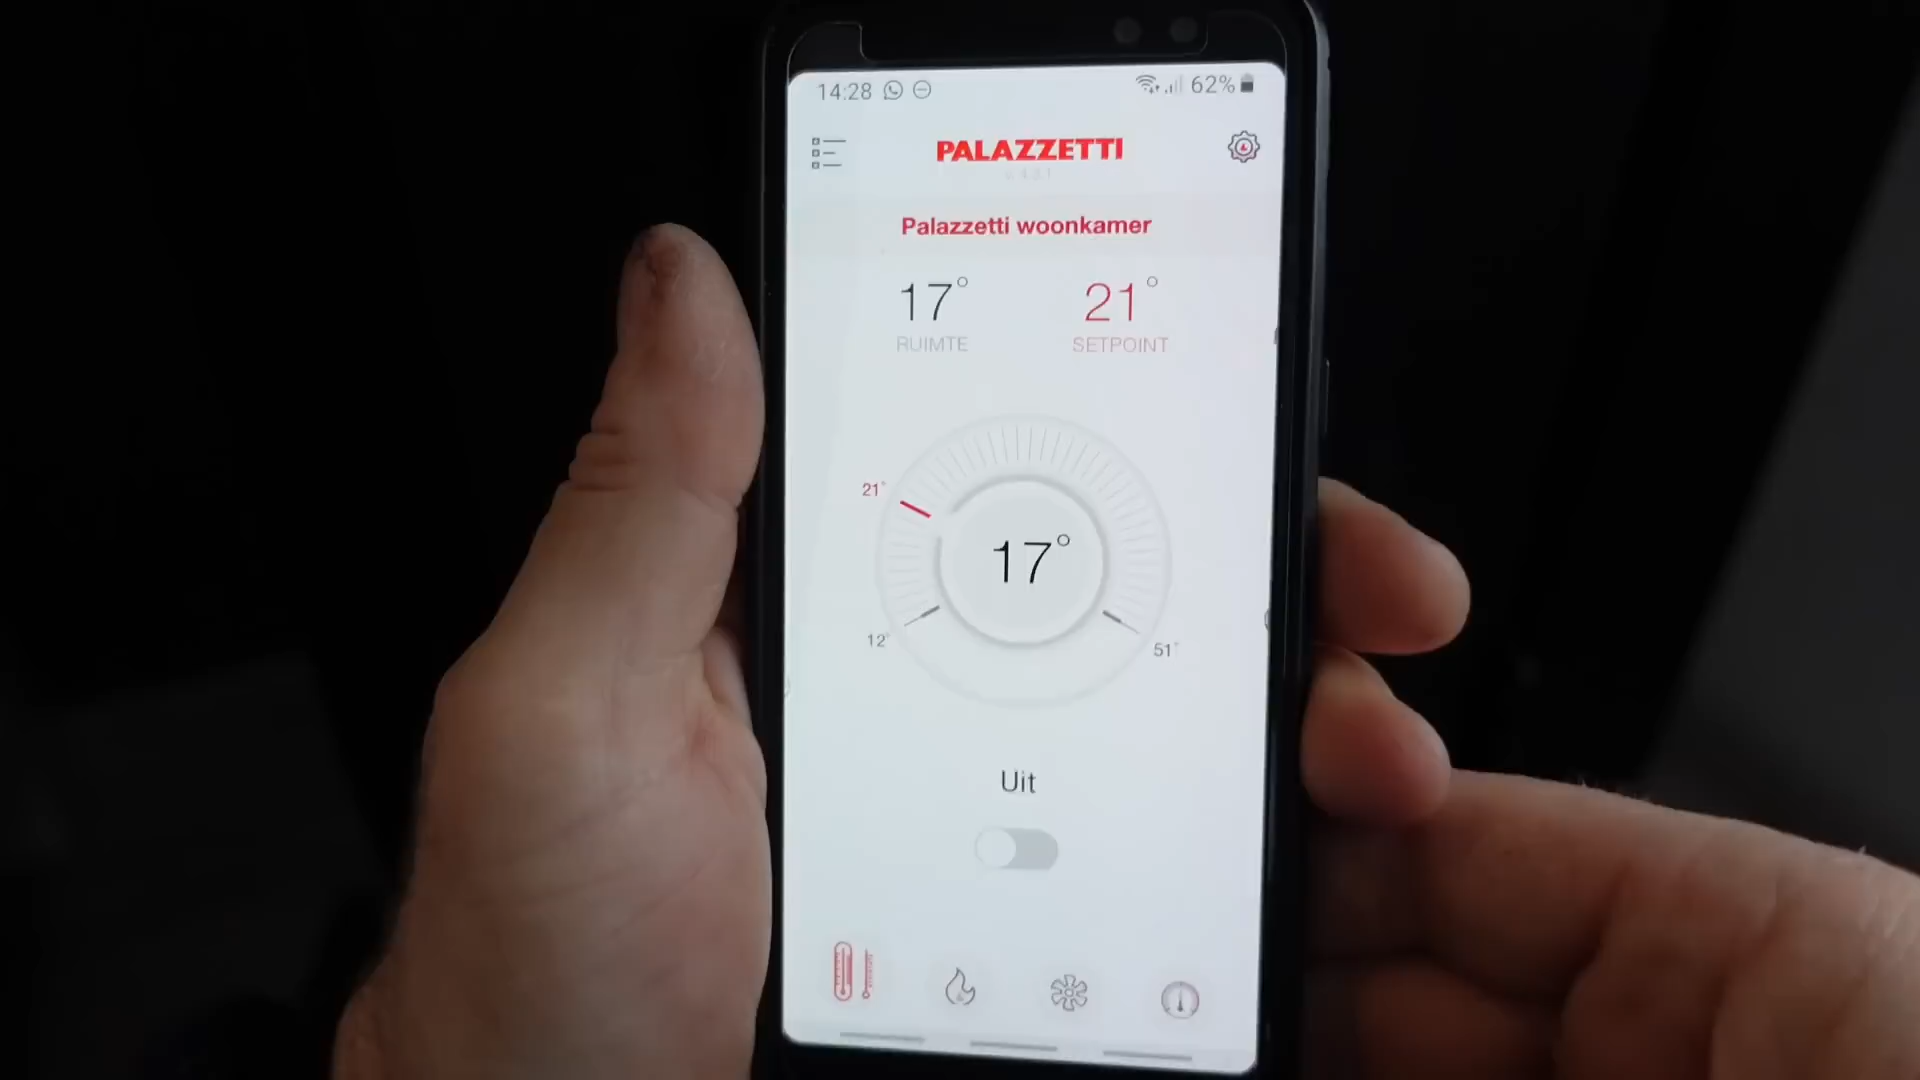 14:28 62%
PALAZZETTI
Palazzetti woonkamer
17° 21°
RUIMTE SETPOINT
21°
17°
12° 51°
Uit